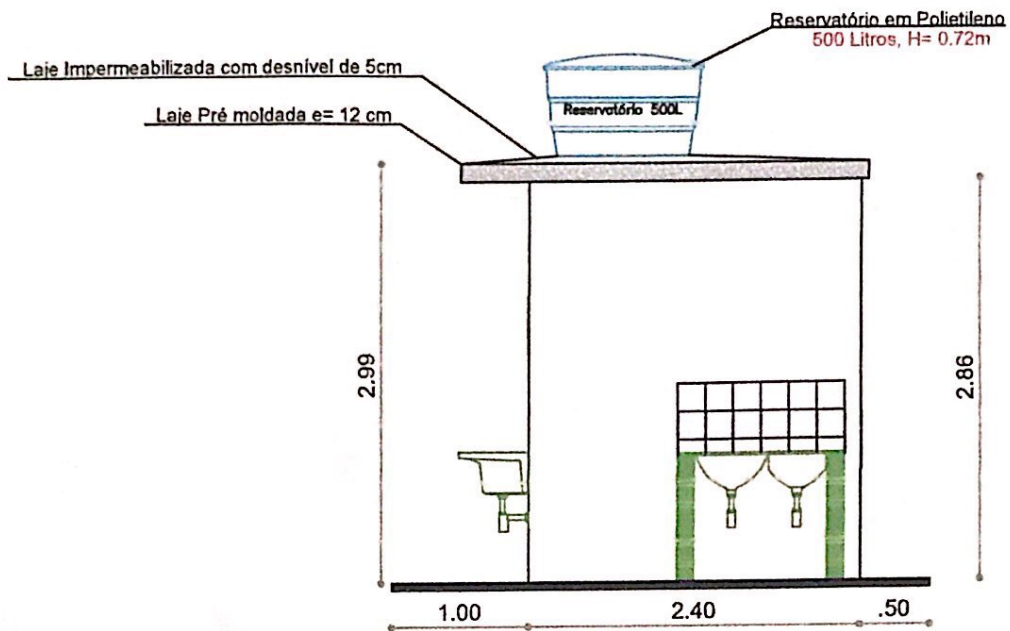 Reservatório em Polietileno
500 Litros, H= 0.72m
Laje Impermeabilizada com desnível de 5cm
Reservatório 500L
Laje Pré moldada e= 12 cm
2.99
2.86
1.00
2.40
.50